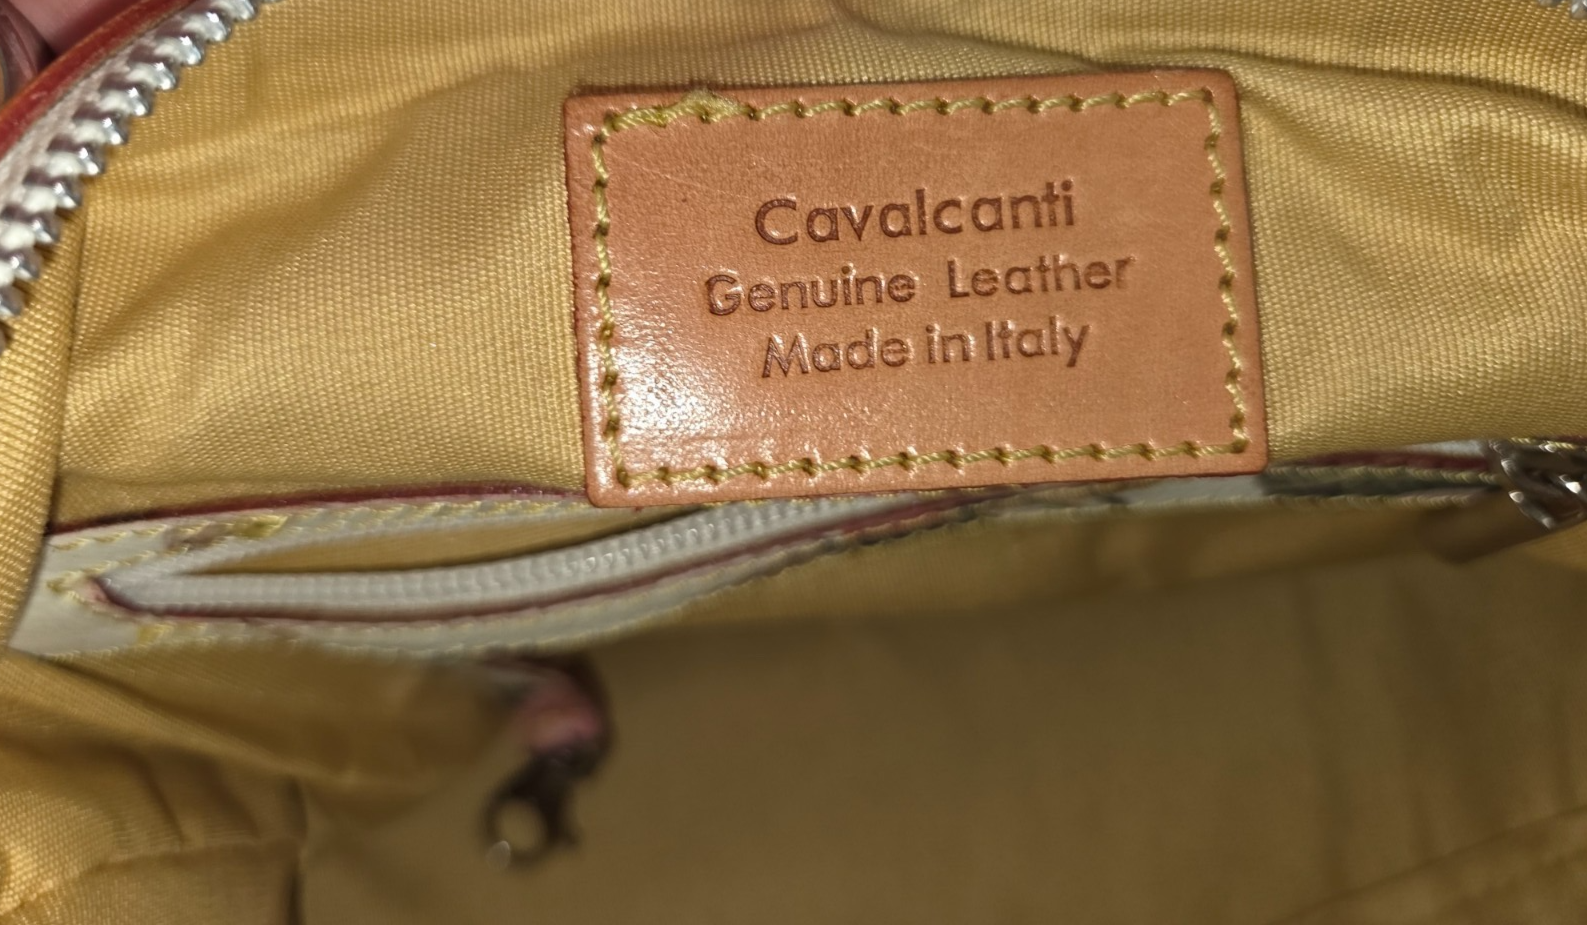 Cavalcanti
Genuine Leather
Made in Italy